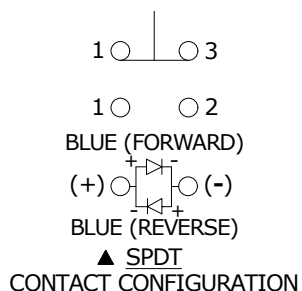 1 3
1 2
BLUE (FORWARD)
+ -
(+) (-)
- +
BLUE (REVERSE)
▲ SPDT
CONTACT CONFIGURATION